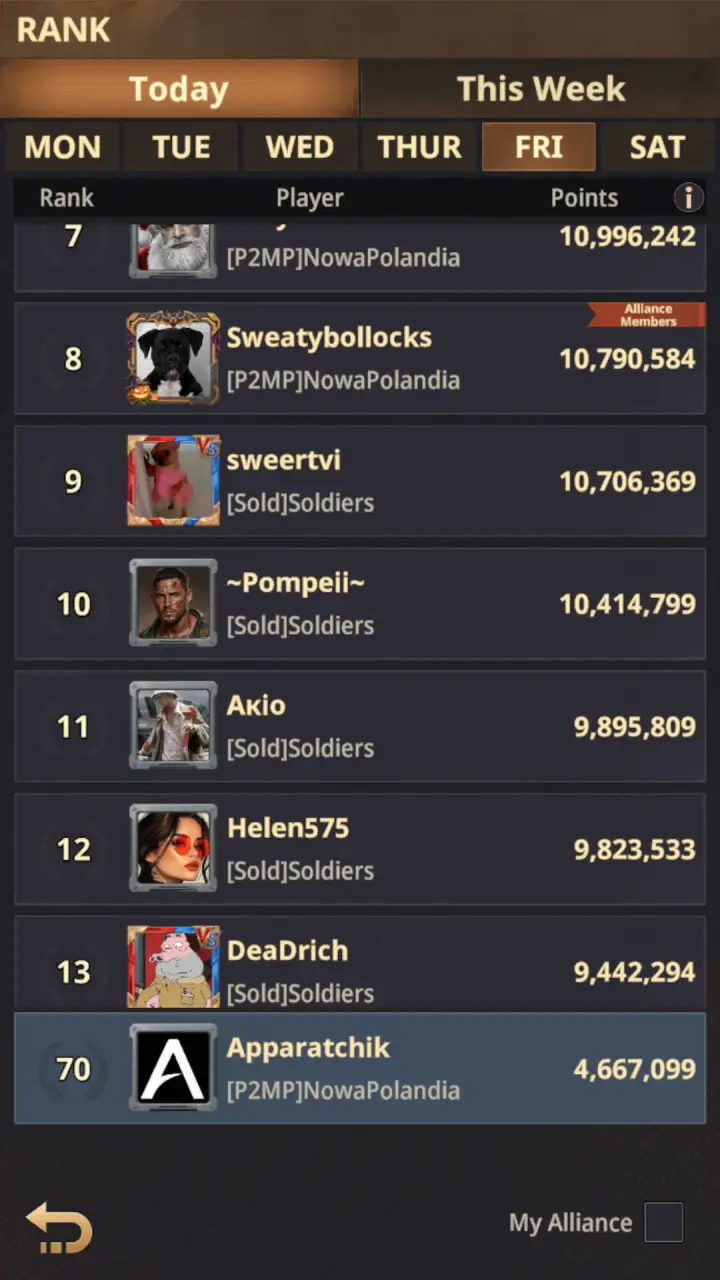 RANK
Today
This Week
MON
TUE
WED
THUR
FRI
SAT
Rank
Player
Points
7
[P2MP]NowaPolandia
10,996,242
Alliance
Members
8
Sweatybollocks
[P2MP]NowaPolandia
10,790,584
9
sweertvi
[Sold]Soldiers
10,706,369
10
~Pompeii~
[Sold]Soldiers
10,414,799
11
Aкio
[Sold]Soldiers
9,895,809
12
Helen575
[Sold]Soldiers
9,823,533
13
DeaDrich
[Sold]Soldiers
9,442,294
70
Apparatchik
[P2MP]NowaPolandia
4,667,099
My Alliance